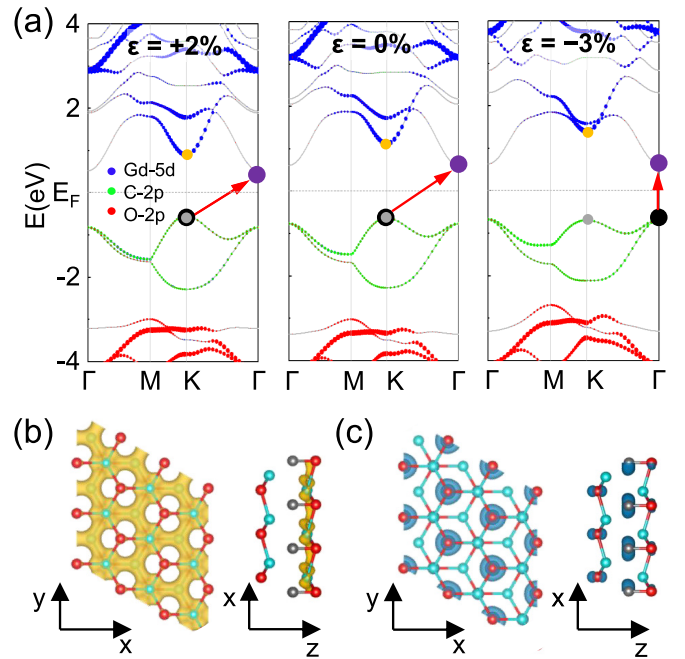 (a)
ε = +2%
ε = 0%
ε = −3%
4
2
E_F
-2
-4
E(eV)
Gd-5d
C-2p
O-2p
Γ M K Γ
Γ M K Γ
Γ M K Γ
(b)
(c)
y
x
x
z
y
x
x
z